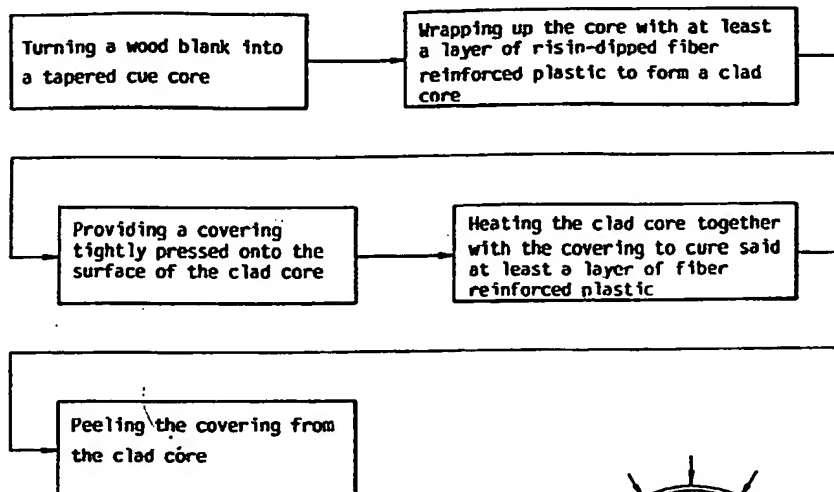 Turning a wood blank into
a tapered cue core
Wrapping up the core with at least
a layer of risin-dipped fiber
reinforced plastic to form a clad
core
Providing a covering
tightly pressed onto the
surface of the clad core
Heating the clad core together
with the covering to cure said
at least a layer of fiber
reinforced plastic
Peeling the covering from
the clad core